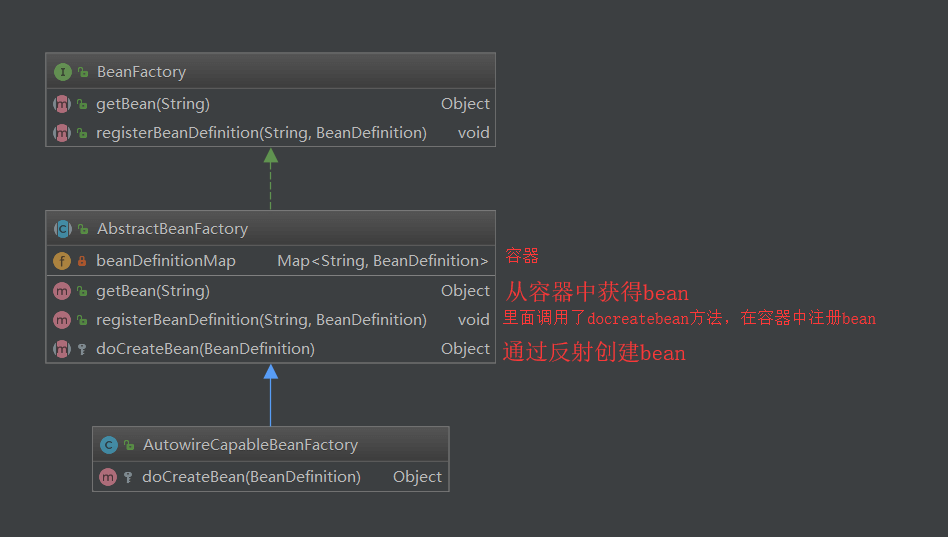 BeanFactory
getBean(String) Object
registerBeanDefinition(String, BeanDefinition) void
AbstractBeanFactory
beanDefinitionMap Map<String, BeanDefinition> 容器
getBean(String) Object 从容器中获得bean
registerBeanDefinition(String, BeanDefinition) void 里面调用了docreatebean方法，在容器中注册bean
doCreateBean(BeanDefinition) Object 通过反射创建bean
AutowireCapableBeanFactory
doCreateBean(BeanDefinition) Object